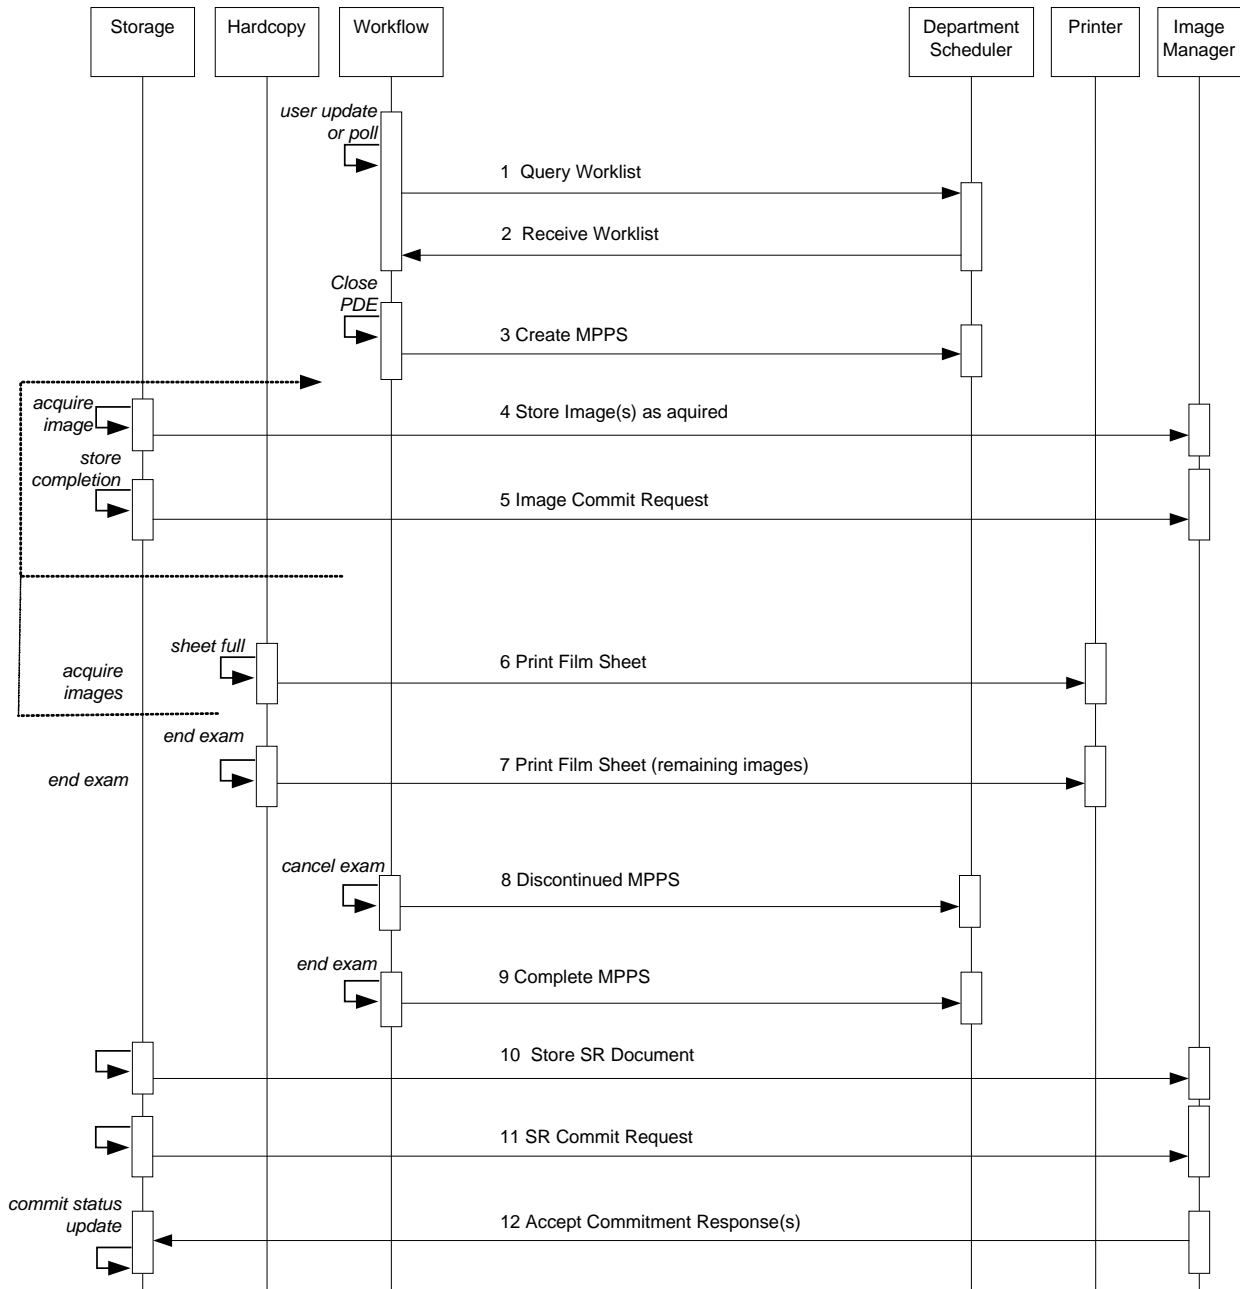 Storage
Hardcopy
Workflow
Department
Scheduler
Printer
Image
Manager
user update
or poll
1 Query Worklist
2 Receive Worklist
Close
PDE
3 Create MPPS
acquire
image
4 Store Image(s) as aquired
store
completion
5 Image Commit Request
sheet full
6 Print Film Sheet
acquire
images
end exam
7 Print Film Sheet (remaining images)
end exam
cancel exam
8 Discontinued MPPS
end exam
9 Complete MPPS
10 Store SR Document
11 SR Commit Request
commit status
update
12 Accept Commitment Response(s)